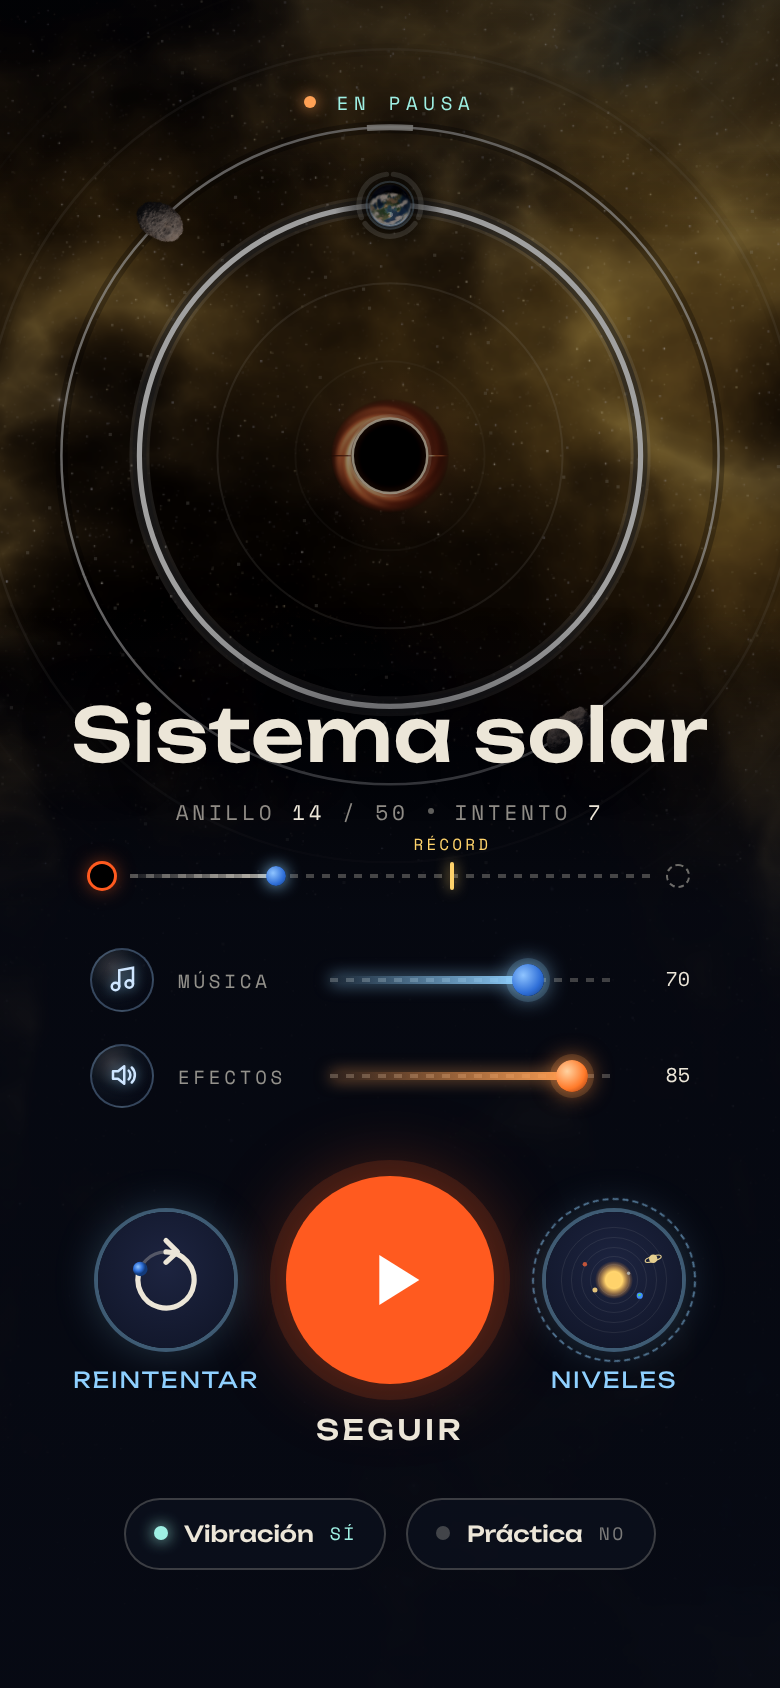 EN PAUSA
Sistema solar
ANILLO 14 / 50 • INTENTO 7
RÉCORD
MÚSICA 70
EFECTOS 85
REINTENTAR
NIVELES
SEGUIR
Vibración SÍ
Práctica NO